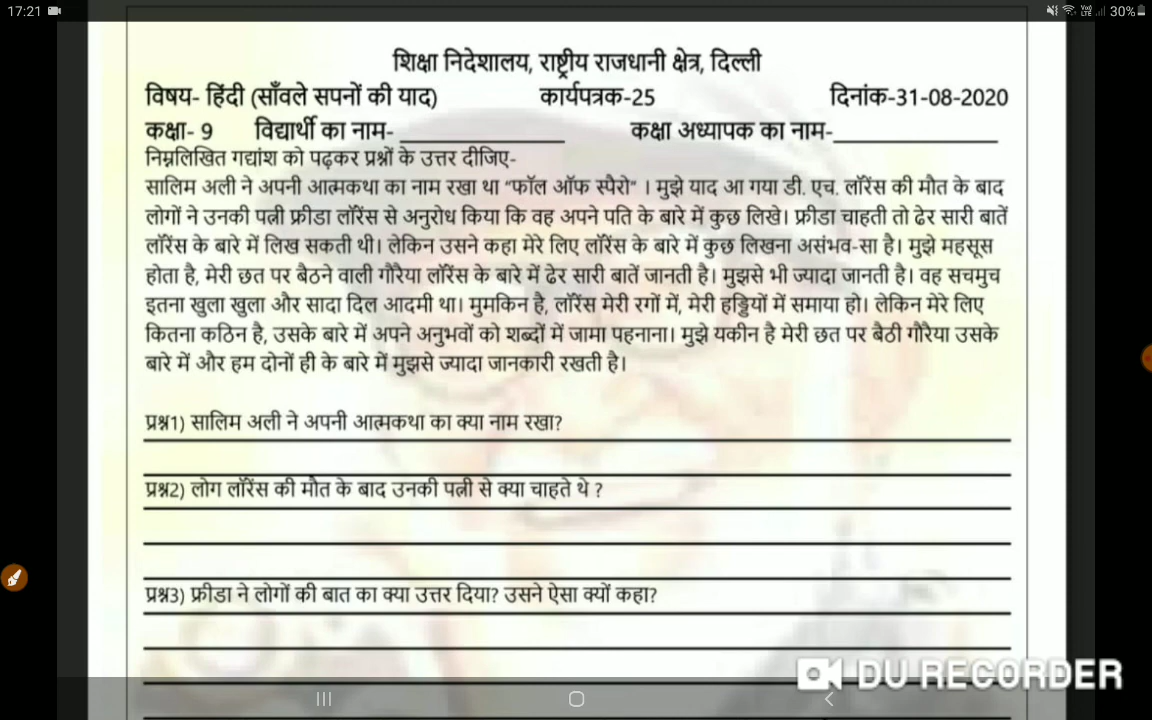 17:21 30%
शिक्षा निदेशालय, राष्ट्रीय राजधानी क्षेत्र, दिल्ली
विषय- हिंदी (साँवले सपनों की याद) कार्यपत्रक-25 दिनांक-31-08-2020
कक्षा- 9 विद्यार्थी का नाम- कक्षा अध्यापक का नाम-
निम्नलिखित गद्यांश को पढ़कर प्रश्नों के उत्तर दीजिए-
सालिम अली ने अपनी आत्मकथा का नाम रखा था “फॉल ऑफ स्पैरो” । मुझे याद आ गया डी. एच. लॉरेंस की मौत के बाद
लोगों ने उनकी पत्नी फ्रीडा लॉरेंस से अनुरोध किया कि वह अपने पति के बारे में कुछ लिखे। फ्रीडा चाहती तो ढेर सारी बातें
लॉरेंस के बारे में लिख सकती थी। लेकिन उसने कहा मेरे लिए लॉरेंस के बारे में कुछ लिखना असंभव-सा है। मुझे महसूस
होता है, मेरी छत पर बैठने वाली गौरैया लॉरेंस के बारे में ढेर सारी बातें जानती है। मुझसे भी ज्यादा जानती है। वह सचमुच
इतना खुला खुला और सादा दिल आदमी था। मुमकिन है, लॉरेंस मेरी रगों में, मेरी हड्डियों में समाया हो। लेकिन मेरे लिए
कितना कठिन है, उसके बारे में अपने अनुभवों को शब्दों में जामा पहनाना। मुझे यकीन है मेरी छत पर बैठी गौरैया उसके
बारे में और हम दोनों ही के बारे में मुझसे ज्यादा जानकारी रखती है।
प्रश्न1) सालिम अली ने अपनी आत्मकथा का क्या नाम रखा?
प्रश्न2) लोग लॉरेंस की मौत के बाद उनकी पत्नी से क्या चाहते थे ?
प्रश्न3) फ्रीडा ने लोगों की बात का क्या उत्तर दिया? उसने ऐसा क्यों कहा?
DU RECORDER